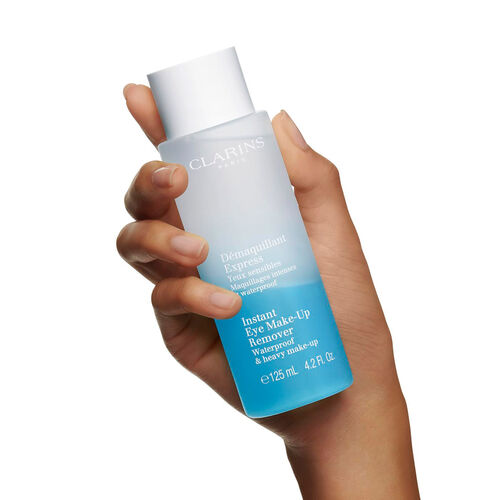 CLARINS
PARIS
Démaquillant
Express
Yeux sensibles
Maquillages intenses
& waterproof
Instant
Eye Make-Up
Remover
Waterproof
& heavy make-up
℮125 mL 4.2 Fl. Oz.